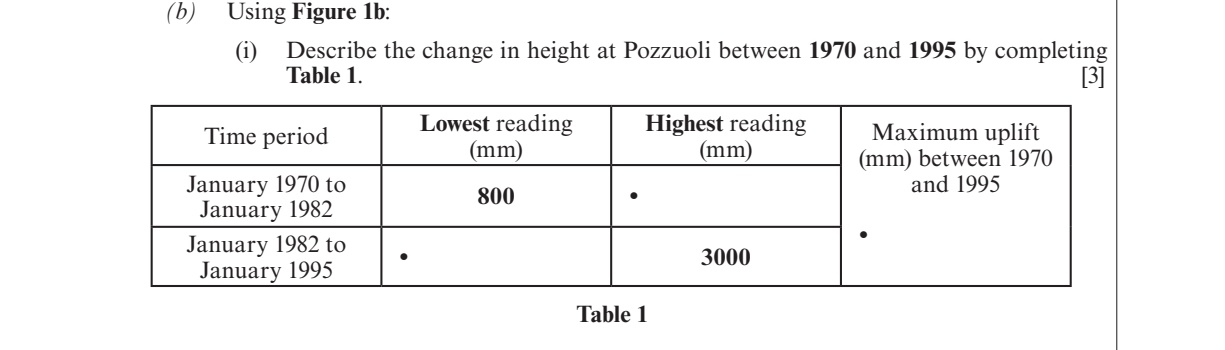 (b) Using Figure 1b:
(i) Describe the change in height at Pozzuoli between 1970 and 1995 by completing
Table 1. [3]
Time period
Lowest reading
(mm)
Highest reading
(mm)
Maximum uplift
(mm) between 1970
and 1995
•
January 1970 to
January 1982
800
•
January 1982 to
January 1995
•
3000
Table 1